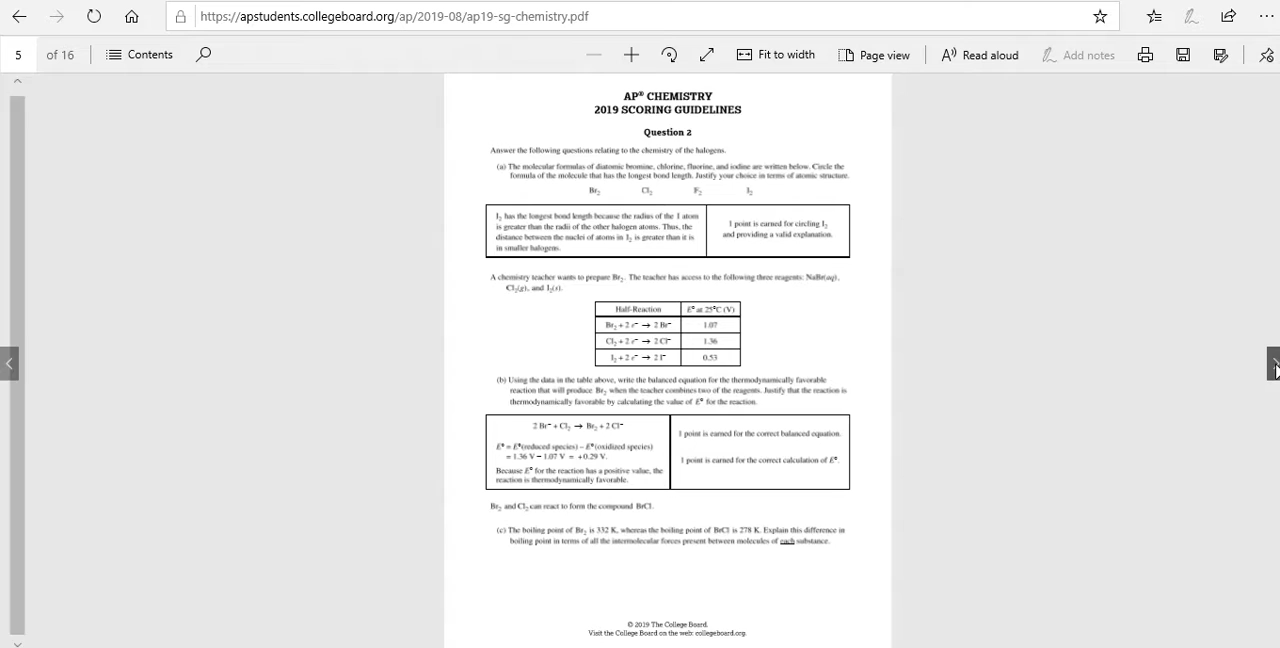 https://apstudents.collegeboard.org/ap/2019-08/ap19-sg-chemistry.pdf
5 of 16 Contents Fit to width Page view Read aloud Add notes
AP® CHEMISTRY
2019 SCORING GUIDELINES
Question 2
Answer the following questions relating to the chemistry of the halogens.
(a) The molecular formulas of diatomic bromine, chlorine, fluorine, and iodine are written below. Circle the
formula of the molecule that has the longest bond length. Justify your choice in terms of atomic structure.
Br₂ Cl₂ F₂ I₂
I₂ has the longest bond length because the radius of the I atom
is greater than the radii of the other halogen atoms. Thus, the
distance between the nuclei of atoms in I₂ is greater than it is
in smaller halogens.
1 point is earned for circling I₂
and providing a valid explanation.
A chemistry teacher wants to prepare Br₂. The teacher has access to the following three reagents: NaBr(aq),
Cl₂(g), and I₂(s).
Half-Reaction E° at 25°C (V)
Br₂ + 2 e⁻ → 2 Br⁻ 1.07
Cl₂ + 2 e⁻ → 2 Cl⁻ 1.36
I₂ + 2 e⁻ → 2 I⁻ 0.53
(b) Using the data in the table above, write the balanced equation for the thermodynamically favorable
reaction that will produce Br₂ when the teacher combines two of the reagents. Justify that the reaction is
thermodynamically favorable by calculating the value of E° for the reaction.
2 Br⁻ + Cl₂ → Br₂ + 2 Cl⁻
E° = E°(reduced species) − E°(oxidized species)
= 1.36 V − 1.07 V = +0.29 V.
Because E° for the reaction has a positive value, the
reaction is thermodynamically favorable.
1 point is earned for the correct balanced equation.
1 point is earned for the correct calculation of E°.
Br₂ and Cl₂ can react to form the compound BrCl.
(c) The boiling point of Br₂ is 332 K, whereas the boiling point of BrCl is 278 K. Explain this difference in
boiling point in terms of all the intermolecular forces present between molecules of each substance.
© 2019 The College Board.
Visit the College Board on the web: collegeboard.org.